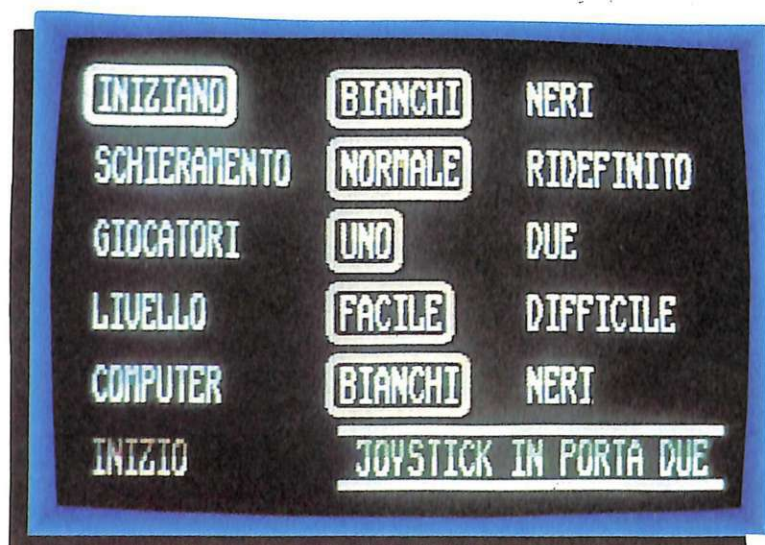 INIZIANO BIANCHI NERI
SCHIERAMENTO NORMALE RIDEFINITO
GIOCATORI UNO DUE
LIVELLO FACILE DIFFICILE
COMPUTER BIANCHI NERI
INIZIO JOYSTICK IN PORTA DUE